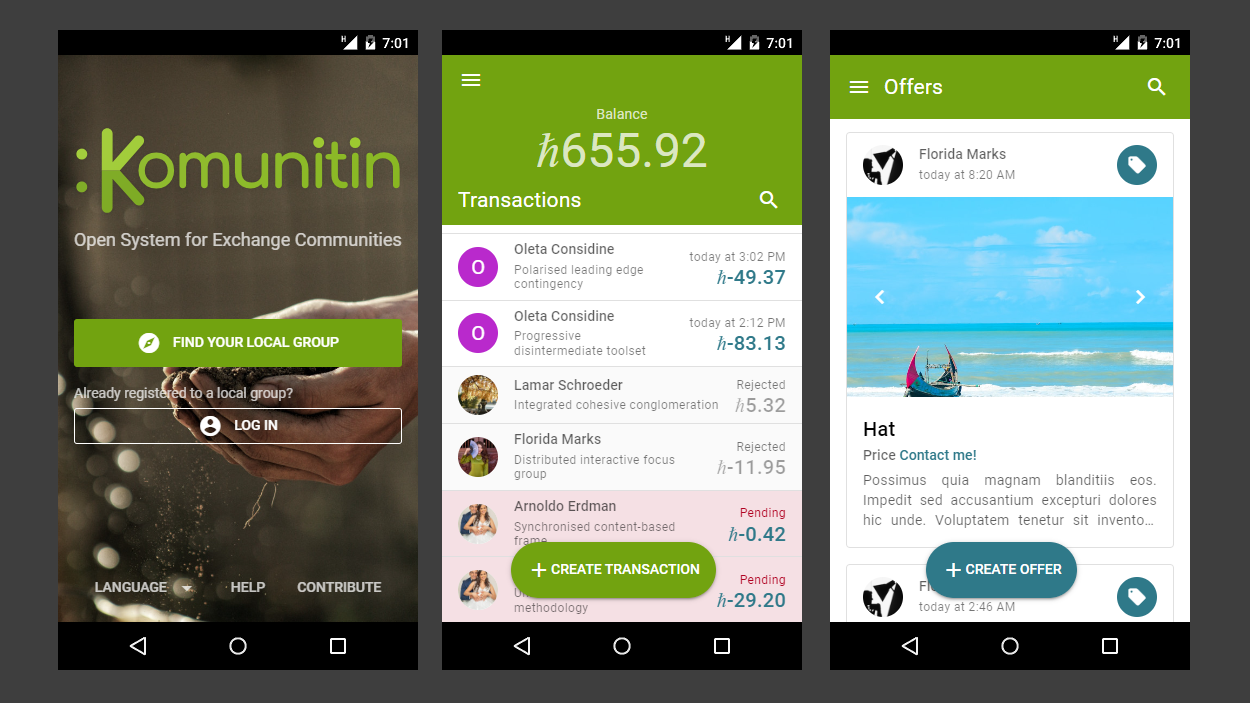 H 7:01
:Komunitin
Open System for Exchange Communities
FIND YOUR LOCAL GROUP
Already registered to a local group?
LOG IN
LANGUAGE HELP CONTRIBUTE
H 7:01
Balance
ħ655.92
Transactions
O Oleta Considine
today at 3:02 PM
Polarised leading edge
contingency
ħ-49.37
O Oleta Considine
today at 2:12 PM
Progressive
disintermediate toolset
ħ-83.13
Lamar Schroeder
Rejected
Integrated cohesive conglomeration
ħ5.32
Florida Marks
Rejected
Distributed interactive focus
group
ħ-11.95
Arnoldo Erdman
Pending
Synchronised content-based
frame
ħ-0.42
Pending
methodology
ħ-29.20
+ CREATE TRANSACTION
H 7:01
Offers
Florida Marks
today at 8:20 AM
Hat
Price Contact me!
Possimus quia magnam blanditiis eos.
Impedit sed accusantium excepturi dolores
hic unde. Voluptatem tenetur sit invento…
+ CREATE OFFER
today at 2:46 AM